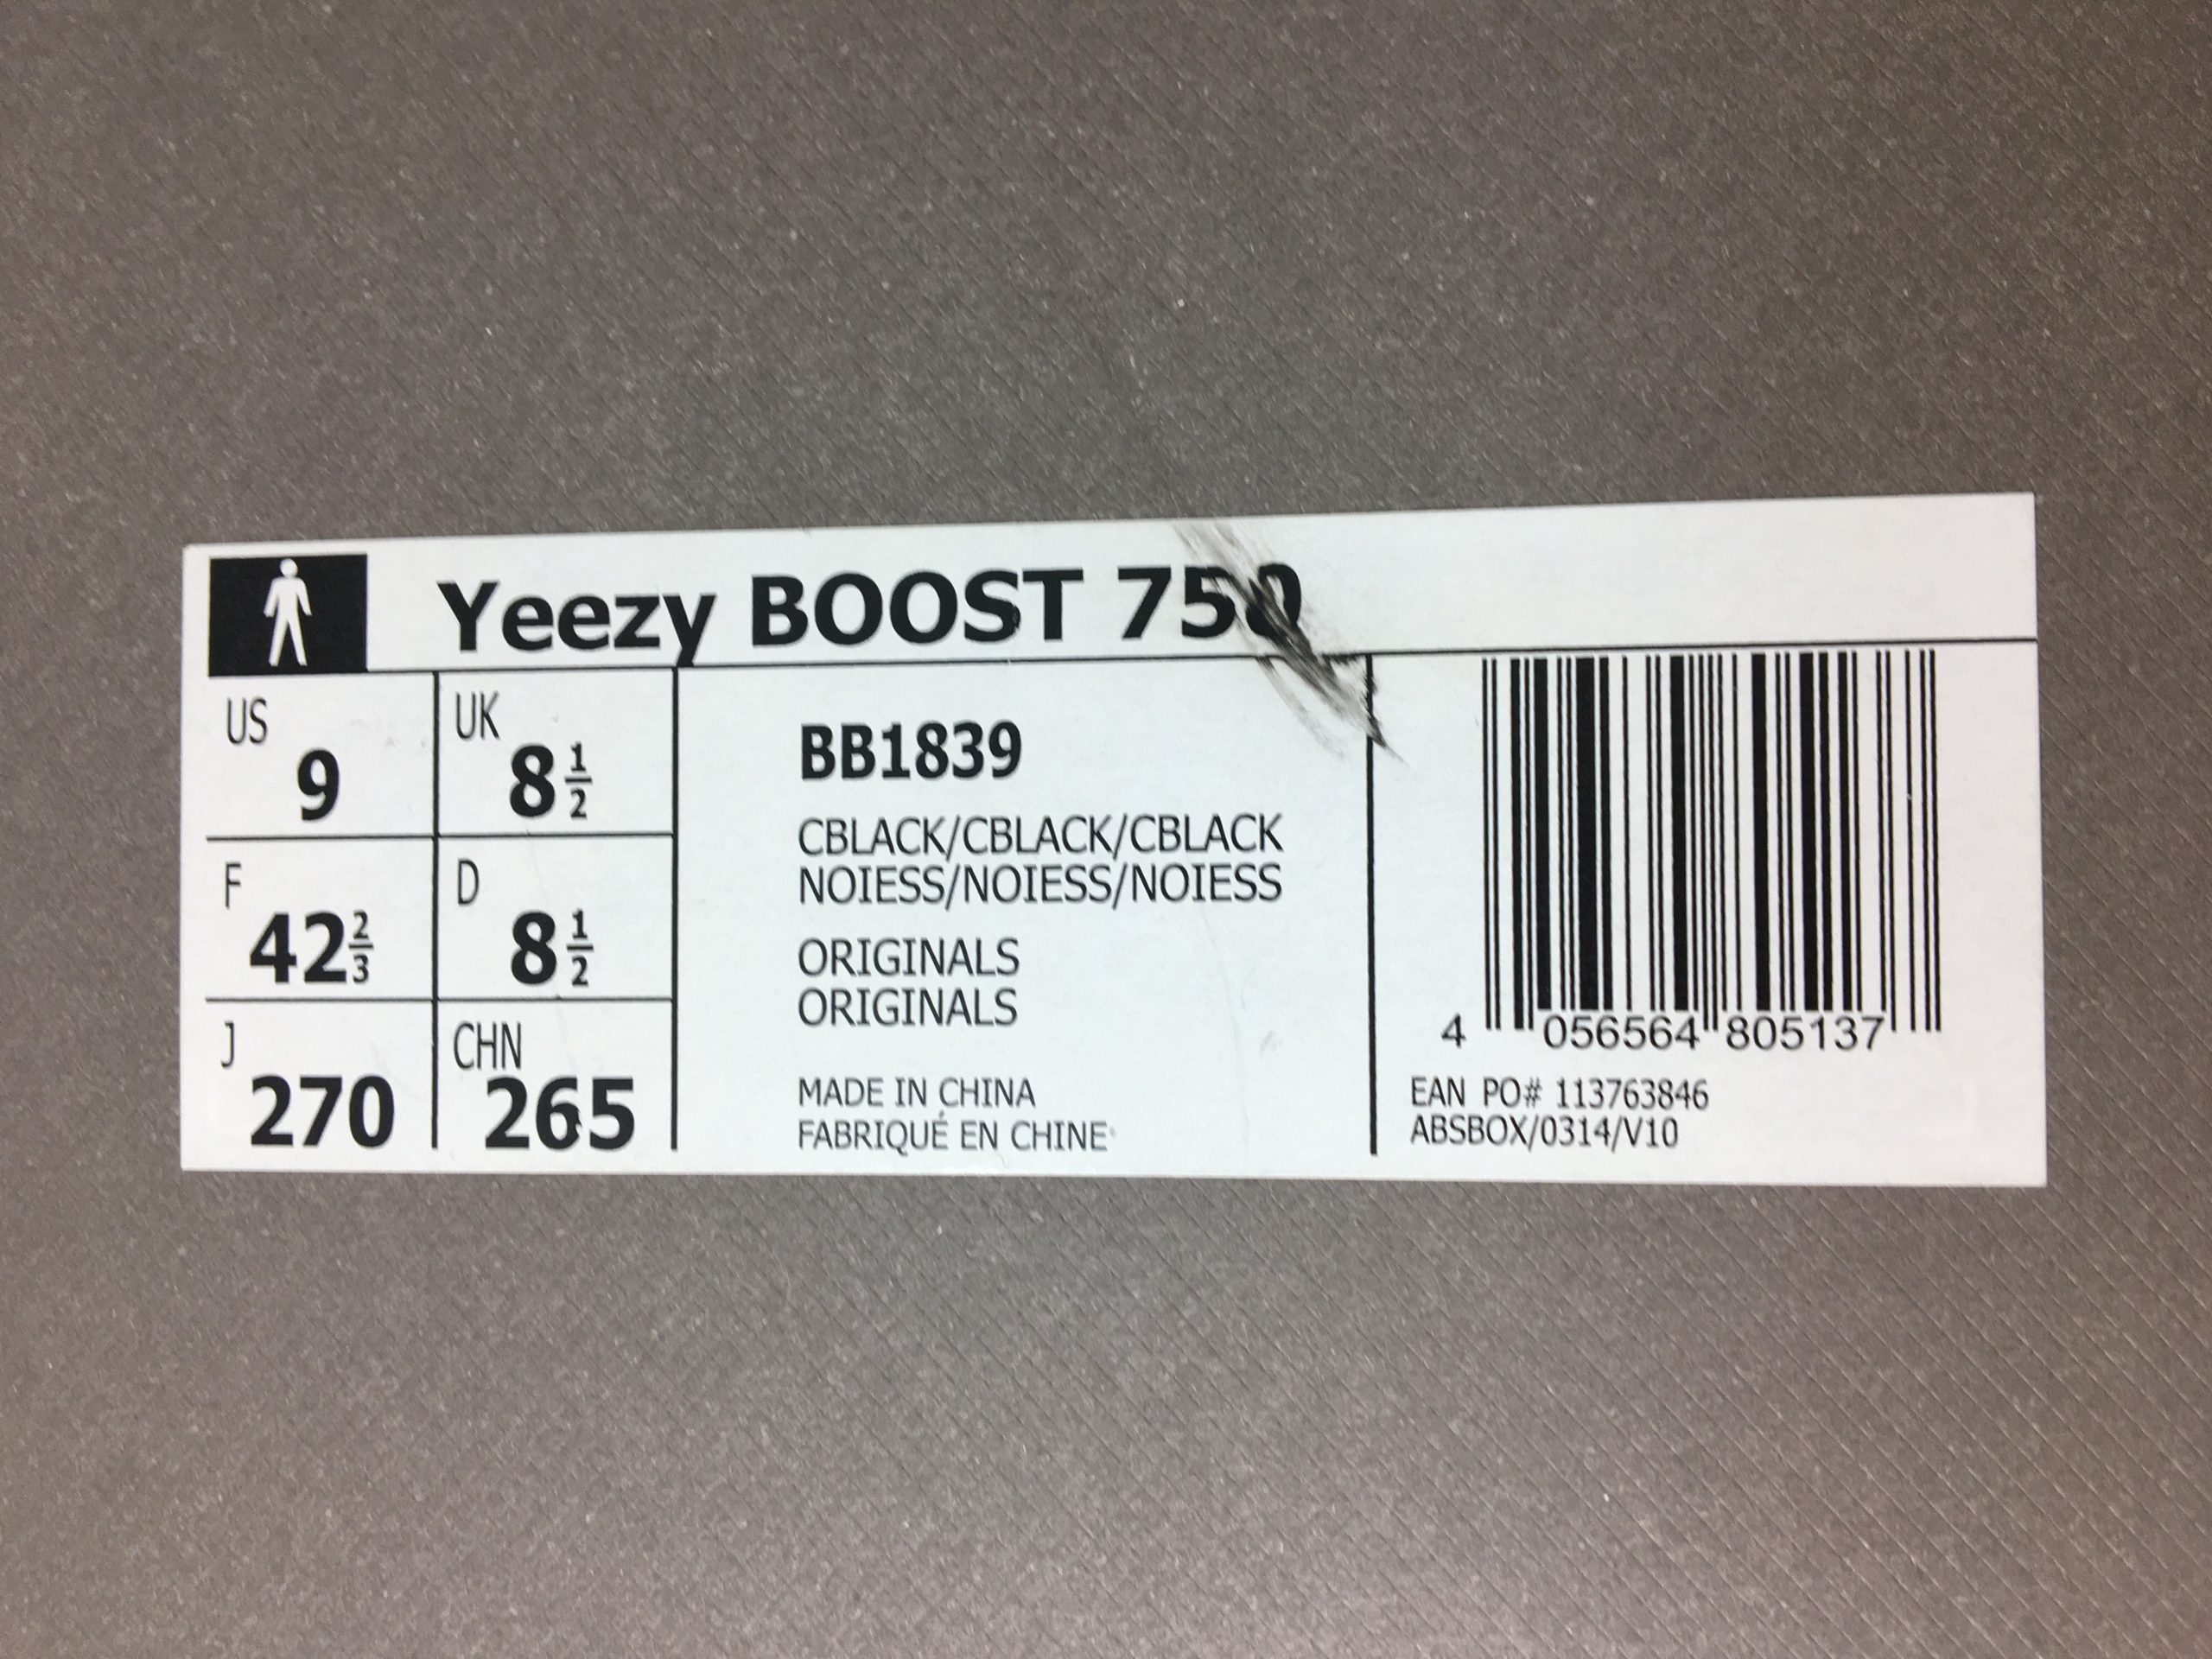 Yeezy BOOST 750
US 9 UK 8 1/2
F 42 2/3 D 8 1/2
J 270 CHN 265
BB1839
CBLACK/CBLACK/CBLACK
NOIESS/NOIESS/NOIESS
ORIGINALS
ORIGINALS
MADE IN CHINA
FABRIQUÉ EN CHINE
4 056564 805137
EAN PO# 113763846
ABSBOX/0314/V10